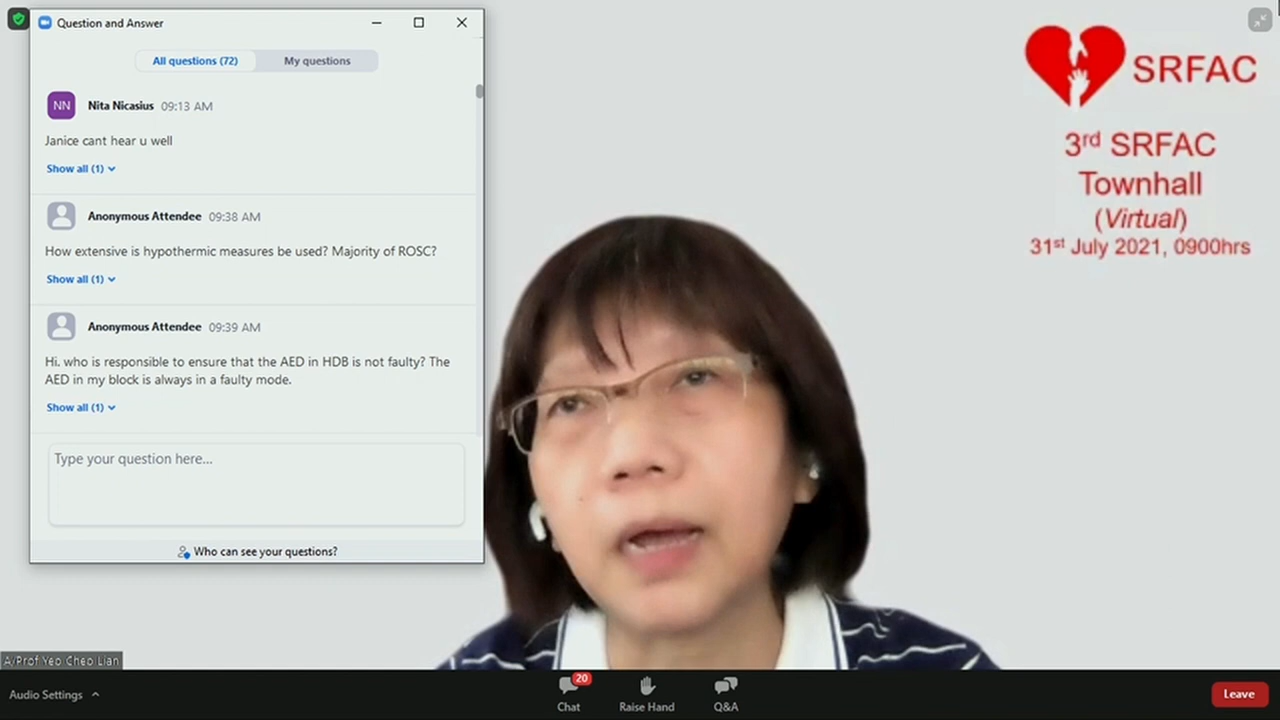 Question and Answer
All questions (72)
My questions
NN
Nita Nicasius 09:13 AM
Janice cant hear u well
Show all (1)
Anonymous Attendee 09:38 AM
How extensive is hypothermic measures be used? Majority of ROSC?
Show all (1)
Anonymous Attendee 09:39 AM
Hi. who is responsible to ensure that the AED in HDB is not faulty? The
AED in my block is always in a faulty mode.
Show all (1)
Type your question here...
Who can see your questions?
SRFAC
3rd SRFAC
Townhall
(Virtual)
31st July 2021, 0900hrs
A/Prof Yeo Cheo Lian
Audio Settings
20
Chat
Raise Hand
Q&A
Leave